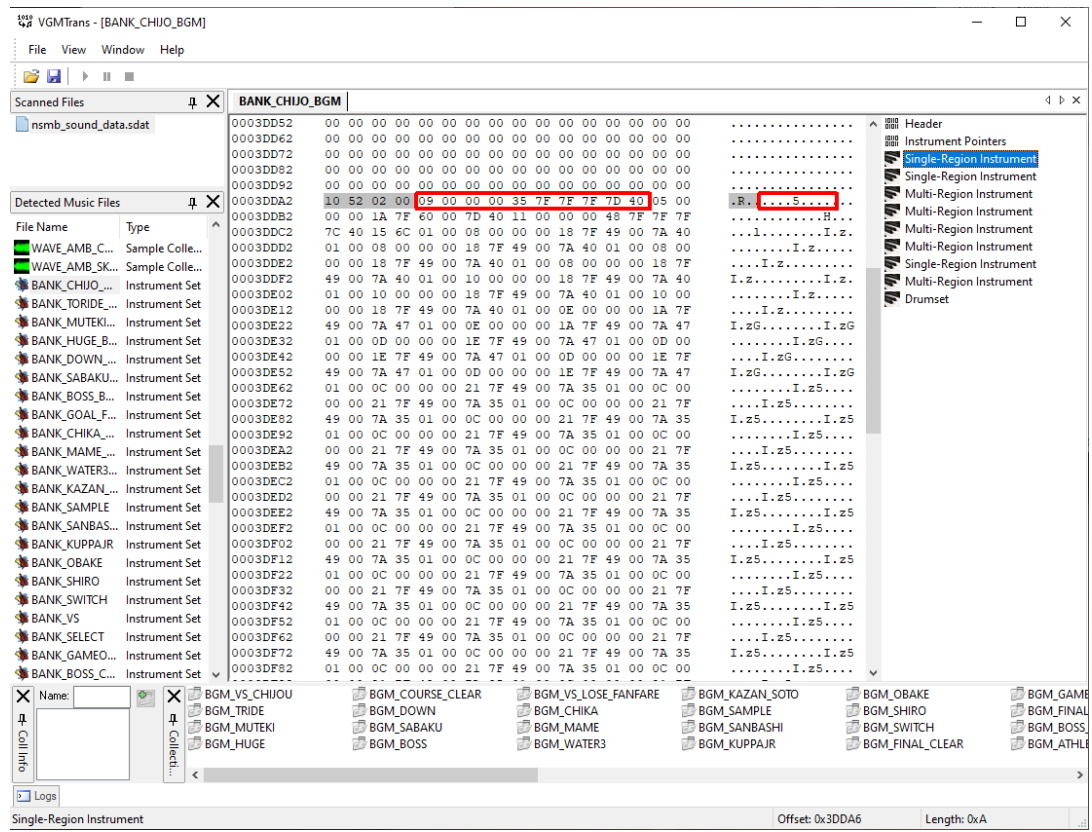 VGMTrans - [BANK_CHIJO_BGM]
File View Window Help
Scanned Files
nsmb_sound_data.sdat
Detected Music Files
File Name Type
WAVE_AMB_C... Sample Colle...
WAVE_AMB_SK... Sample Colle...
BANK_CHIJO_... Instrument Set
BANK_TORIDE_... Instrument Set
BANK_MUTEKI... Instrument Set
BANK_HUGE_B... Instrument Set
BANK_DOWN_... Instrument Set
BANK_SABAKU... Instrument Set
BANK_BOSS_B... Instrument Set
BANK_GOAL_F... Instrument Set
BANK_CHIKA_... Instrument Set
BANK_MAME_... Instrument Set
BANK_WATER3... Instrument Set
BANK_KAZAN_... Instrument Set
BANK_SAMPLE Instrument Set
BANK_SANBAS... Instrument Set
BANK_KUPPAJR Instrument Set
BANK_OBAKE Instrument Set
BANK_SHIRO Instrument Set
BANK_SWITCH Instrument Set
BANK_VS Instrument Set
BANK_SELECT Instrument Set
BANK_GAMEO... Instrument Set
BANK_BOSS_C... Instrument Set
BANK_CHIJO_BGM
0003DD52 00 00 00 00 00 00 00 00 00 00 00 00 00 00 00 00 ................
0003DD62 00 00 00 00 00 00 00 00 00 00 00 00 00 00 00 00 ................
0003DD72 00 00 00 00 00 00 00 00 00 00 00 00 00 00 00 00 ................
0003DD82 00 00 00 00 00 00 00 00 00 00 00 00 00 00 00 00 ................
0003DD92 00 00 00 00 00 00 00 00 00 00 00 00 00 00 00 00 ................
0003DDA2 10 52 02 00 09 00 00 00 35 7F 7F 7F 7D 40 05 00 .R......5.......
0003DDB2 00 00 1A 7F 60 00 7D 40 11 00 00 00 48 7F 7F 7F ............H...
0003DDC2 7C 40 15 6C 01 00 08 00 00 00 18 7F 49 00 7A 40 ...l........I.z.
0003DDD2 01 00 08 00 00 00 18 7F 49 00 7A 40 01 00 08 00 ........I.z.....
0003DDE2 00 00 18 7F 49 00 7A 40 01 00 08 00 00 00 18 7F ....I.z.........
0003DDF2 49 00 7A 40 01 00 10 00 00 00 18 7F 49 00 7A 40 I.z.........I.z.
0003DE02 01 00 10 00 00 00 18 7F 49 00 7A 40 01 00 10 00 ........I.z.....
0003DE12 00 00 18 7F 49 00 7A 40 01 00 0E 00 00 00 1A 7F ....I.z.........
0003DE22 49 00 7A 47 01 00 0E 00 00 00 1A 7F 49 00 7A 47 I.zG........I.zG
0003DE32 01 00 0D 00 00 00 1E 7F 49 00 7A 47 01 00 0D 00 ........I.zG....
0003DE42 00 00 1E 7F 49 00 7A 47 01 00 0D 00 00 00 1E 7F ....I.zG........
0003DE52 49 00 7A 47 01 00 0D 00 00 00 1E 7F 49 00 7A 47 I.zG........I.zG
0003DE62 01 00 0C 00 00 00 21 7F 49 00 7A 35 01 00 0C 00 ........I.z5....
0003DE72 00 00 21 7F 49 00 7A 35 01 00 0C 00 00 00 21 7F ....I.z5........
0003DE82 49 00 7A 35 01 00 0C 00 00 00 21 7F 49 00 7A 35 I.z5........I.z5
0003DE92 01 00 0C 00 00 00 21 7F 49 00 7A 35 01 00 0C 00 ........I.z5....
0003DEA2 00 00 21 7F 49 00 7A 35 01 00 0C 00 00 00 21 7F ....I.z5........
0003DEB2 49 00 7A 35 01 00 0C 00 00 00 21 7F 49 00 7A 35 I.z5........I.z5
0003DEC2 01 00 0C 00 00 00 21 7F 49 00 7A 35 01 00 0C 00 ........I.z5....
0003DED2 00 00 21 7F 49 00 7A 35 01 00 0C 00 00 00 21 7F ....I.z5........
0003DEE2 49 00 7A 35 01 00 0C 00 00 00 21 7F 49 00 7A 35 I.z5........I.z5
0003DEF2 01 00 0C 00 00 00 21 7F 49 00 7A 35 01 00 0C 00 ........I.z5....
0003DF02 00 00 21 7F 49 00 7A 35 01 00 0C 00 00 00 21 7F ....I.z5........
0003DF12 49 00 7A 35 01 00 0C 00 00 00 21 7F 49 00 7A 35 I.z5........I.z5
0003DF22 01 00 0C 00 00 00 21 7F 49 00 7A 35 01 00 0C 00 ........I.z5....
0003DF32 00 00 21 7F 49 00 7A 35 01 00 0C 00 00 00 21 7F ....I.z5........
0003DF42 49 00 7A 35 01 00 0C 00 00 00 21 7F 49 00 7A 35 I.z5........I.z5
0003DF52 01 00 0C 00 00 00 21 7F 49 00 7A 35 01 00 0C 00 ........I.z5....
0003DF62 00 00 21 7F 49 00 7A 35 01 00 0C 00 00 00 21 7F ....I.z5........
0003DF72 49 00 7A 35 01 00 0C 00 00 00 21 7F 49 00 7A 35 I.z5........I.z5
0003DF82 01 00 0C 00 00 00 21 7F 49 00 7A 35 01 00 0C 00 ........I.z5....
Header
Instrument Pointers
Single-Region Instrument
Single-Region Instrument
Multi-Region Instrument
Multi-Region Instrument
Multi-Region Instrument
Multi-Region Instrument
Single-Region Instrument
Multi-Region Instrument
Drumset
Name:
Coll Info
Collecti...
BGM_VS_CHIJOU BGM_COURSE_CLEAR BGM_VS_LOSE_FANFARE BGM_KAZAN_SOTO BGM_OBAKE BGM_GAME
BGM_TRIDE BGM_DOWN BGM_CHIKA BGM_SAMPLE BGM_SHIRO BGM_FINAL
BGM_MUTEKI BGM_SABAKU BGM_MAME BGM_SANBASHI BGM_SWITCH BGM_BOSS_
BGM_HUGE BGM_BOSS BGM_WATER3 BGM_KUPPAJR BGM_FINAL_CLEAR BGM_ATHLE
Logs
Single-Region Instrument Offset: 0x3DDA6 Length: 0xA